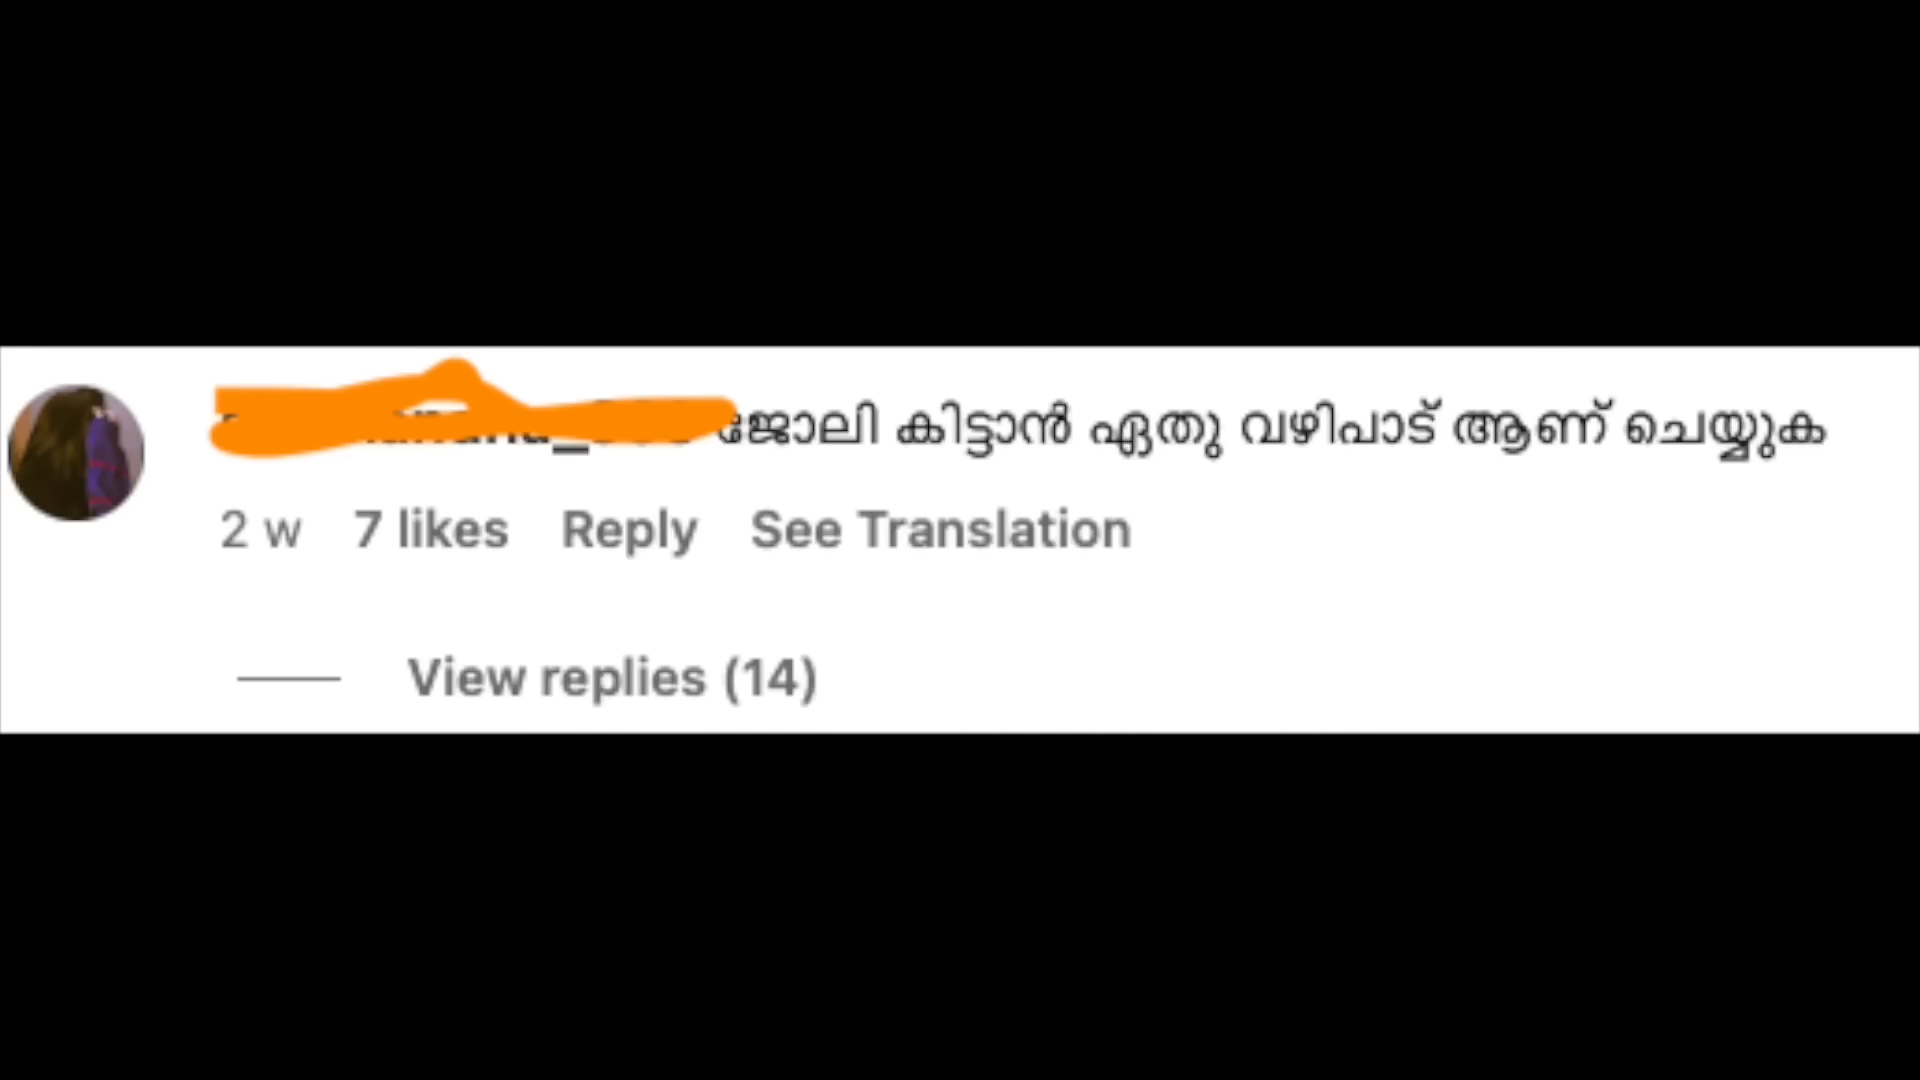 ജോലി കിട്ടാൻ ഏതു വഴിപാട് ആണ് ചെയ്യുക
2 w 7 likes Reply See Translation
View replies (14)